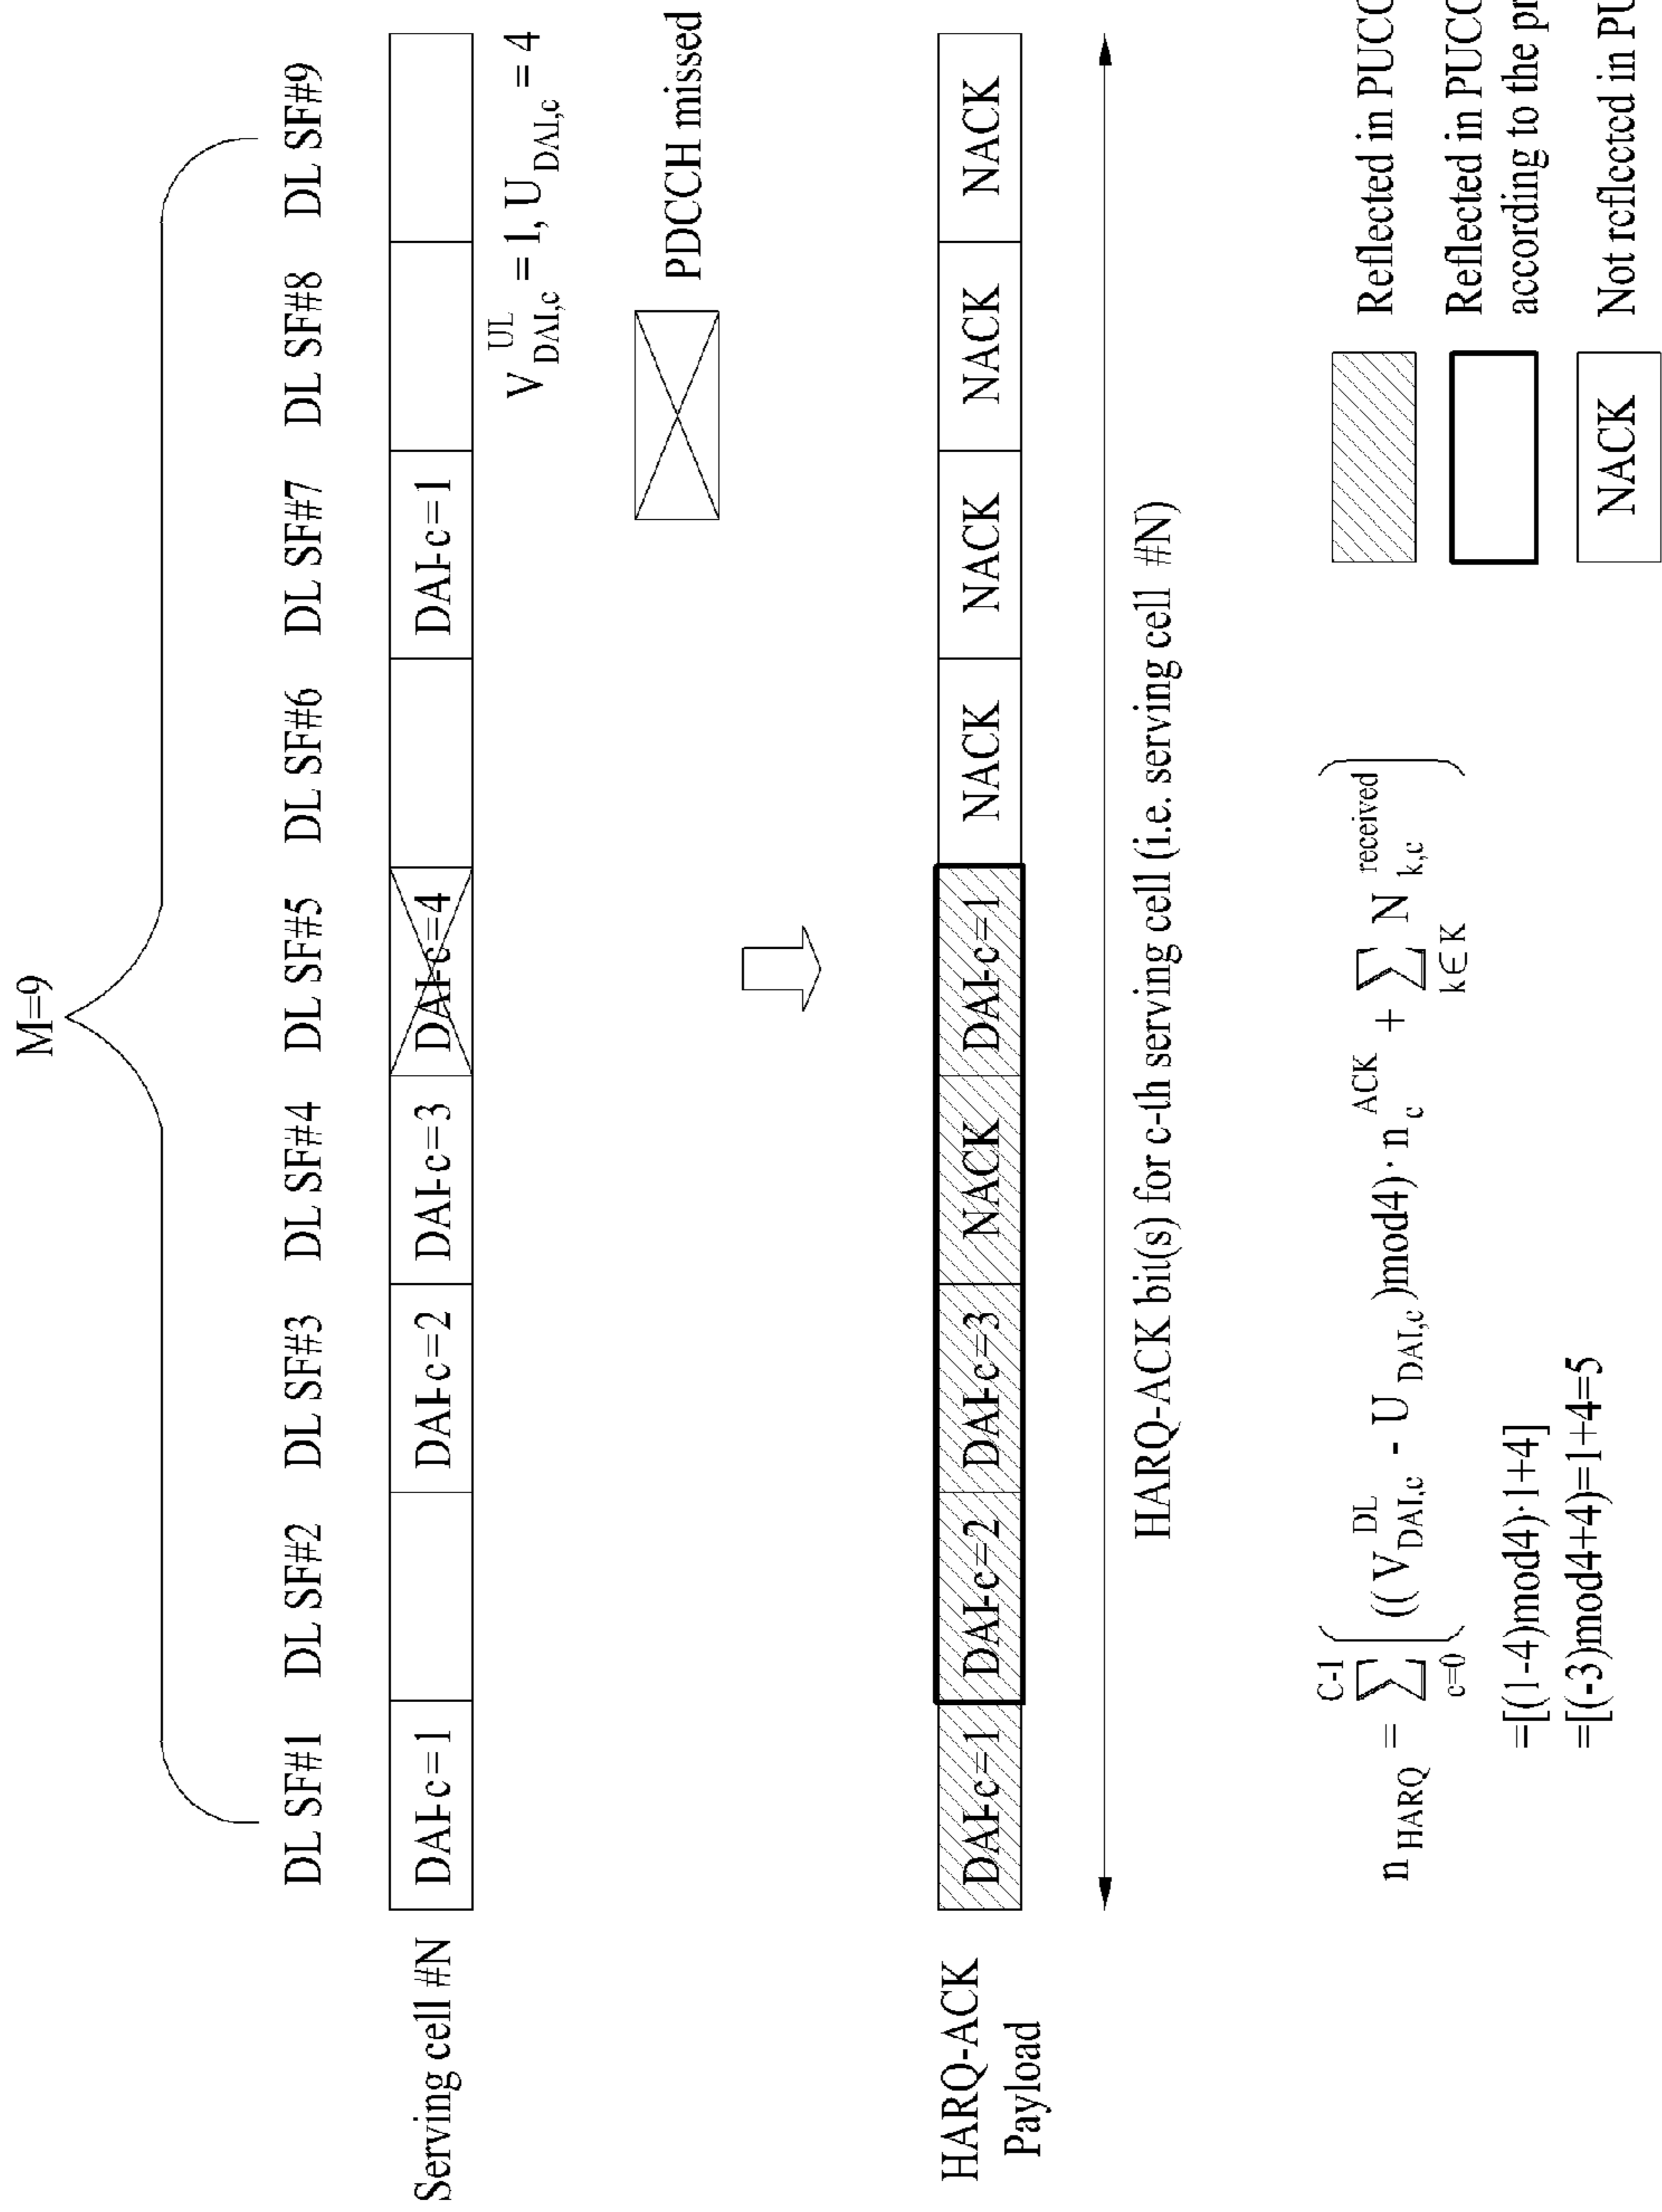 M=9
DL SF#1 DL SF#2 DL SF#3 DL SF#4 DL SF#5 DL SF#6 DL SF#7 DL SF#8 DL SF#9
Serving cell #N DAI-c=1 DAI-c=2 DAI-c=3 DAI-c=4 DAI-c=1
V^UL_DAI,c = 1, U_DAI,c = 4
PDCCH missed
HARQ-ACK Payload
DAI-c=1 DAI-c=2 DAI-c=3 NACK DAI-c=1 NACK NACK NACK NACK
HARQ-ACK bit(s) for c-th serving cell (i.e. serving cell #N)
n_HARQ = ∑_{c=0}^{C-1} ( ((V^DL_DAI,c - U_DAI,c)mod4)·n_c^ACK + ∑_{k∈K} N_{k,c}^{received} )
=[(1-4)mod4)·1+4]
=[(-3)mod4+4)=1+4=5
Reflected in PUCC
Reflected in PUCC
according to the pr
NACK Not reflected in PU